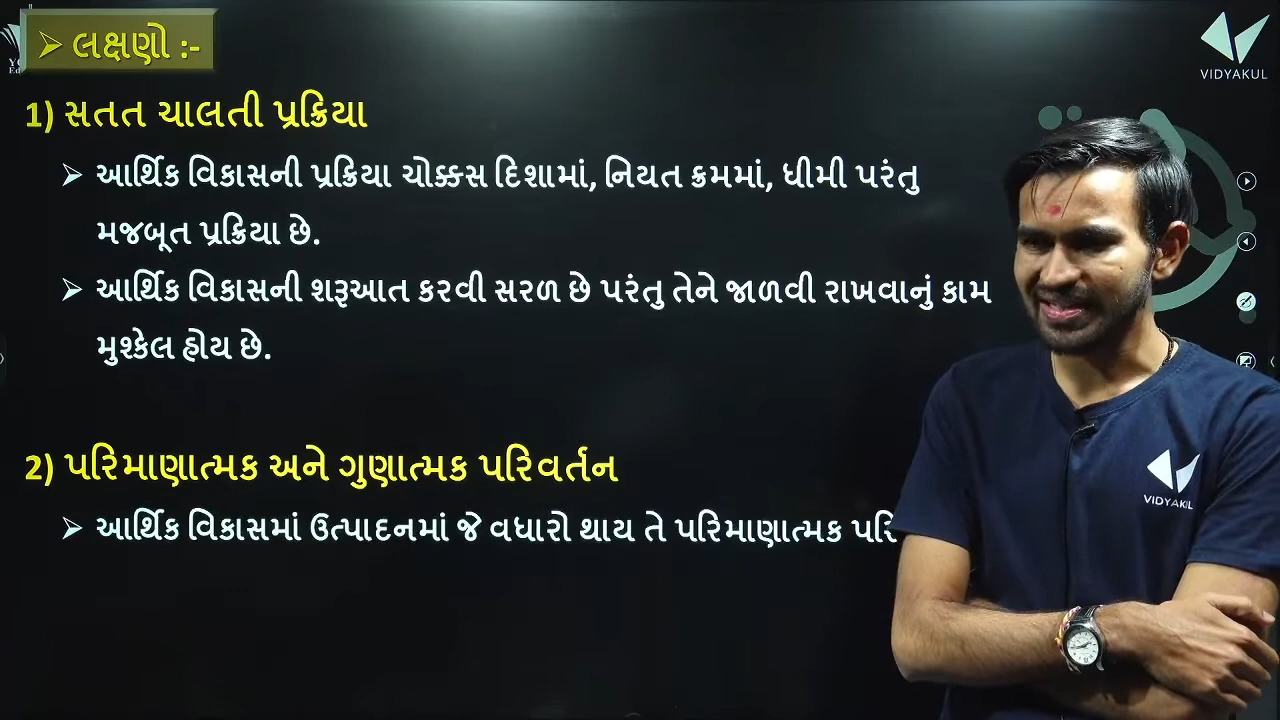 ➢ લક્ષણો :-
VIDYAKUL
1) સતત ચાલતી પ્રક્રિયા
➢ આર્થિક વિકાસની પ્રક્રિયા ચોક્કસ દિશામાં, નિયત ક્રમમાં, ધીમી પરંતુ
મજબૂત પ્રક્રિયા છે.
➢ આર્થિક વિકાસની શરૂઆત કરવી સરળ છે પરંતુ તેને જાળવી રાખવાનું કામ
મુશ્કેલ હોય છે.
2) પરિમાણાત્મક અને ગુણાત્મક પરિવર્તન
➢ આર્થિક વિકાસમાં ઉત્પાદનમાં જે વધારો થાય તે પરિમાણાત્મક
VIDYAKUL